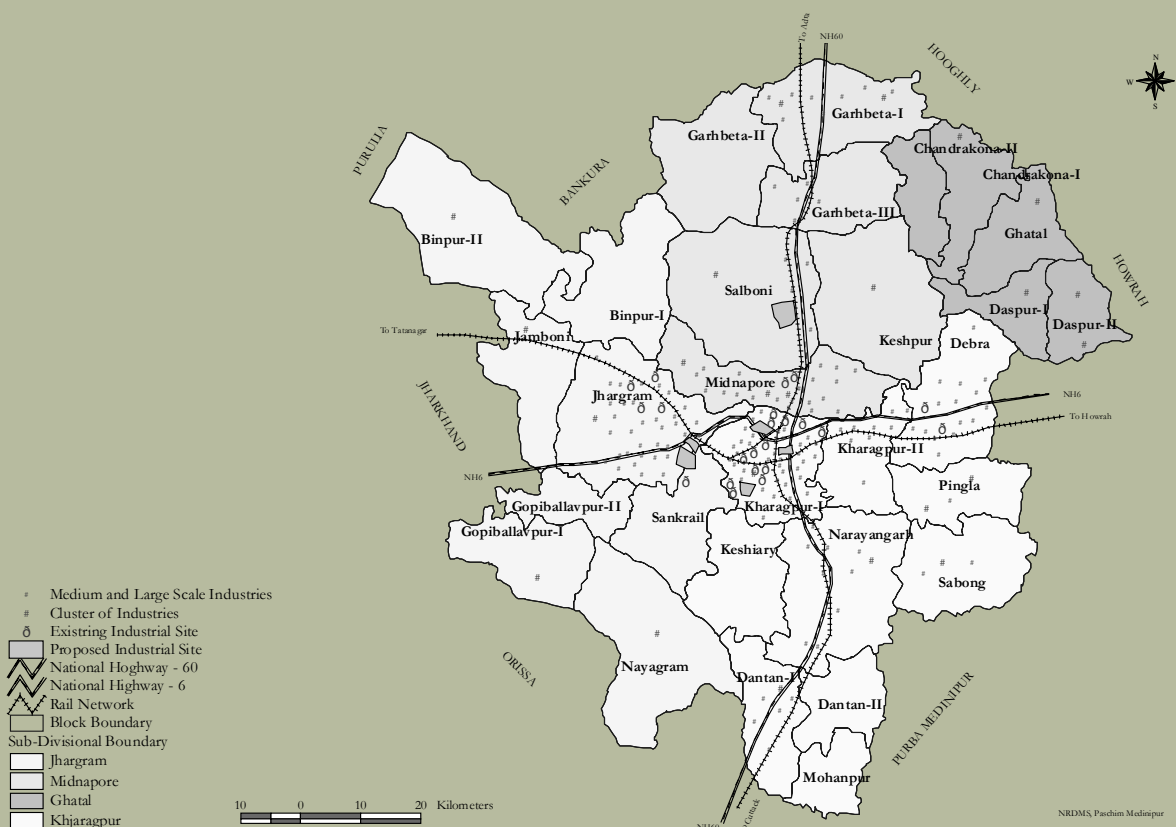 To Adra
NH60
HOOGHLY
N
W
S
Garhbeta-I
Garhbeta-II
PURULIA
BANKURA
Chandrakona-II
Chandrakona-I
Garhbeta-III
Ghatal
Binpur-II
HOWRAH
Salboni
Daspur-I
Daspur-II
Binpur-I
To Tatanagar
Jamboni
Keshpur
Debra
Midnapore
JHARKHAND
Jhargram
NH6
To Howrah
Kharagpur-II
NH6
Pingla
Gopiballavpur-II
Sankrail
Kharagpur-I
Gopiballavpur-I
Narayangarh
Keshiary
Sabong
ORISSA
Nayagram
Dantan-I
Dantan-II
PURBA MEDINIPUR
Mohanpur
To Cuttack
NH60
Medium and Large Scale Industries
Cluster of Industries
Existring Industrial Site
Proposed Industrial Site
National Hoghway - 60
National Highway - 6
Rail Network
Block Boundary
Sub-Divisional Boundary
Jhargram
Midnapore
Ghatal
Khjaragpur
10 0 10 20 Kilometers
NRDMS, Paschim Medinipur